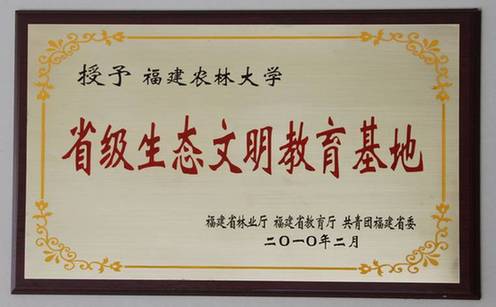 授予 福建农林大学
省级生态文明教育基地
福建省林业厅 福建省教育厅 共青团福建省委
二〇一〇年二月